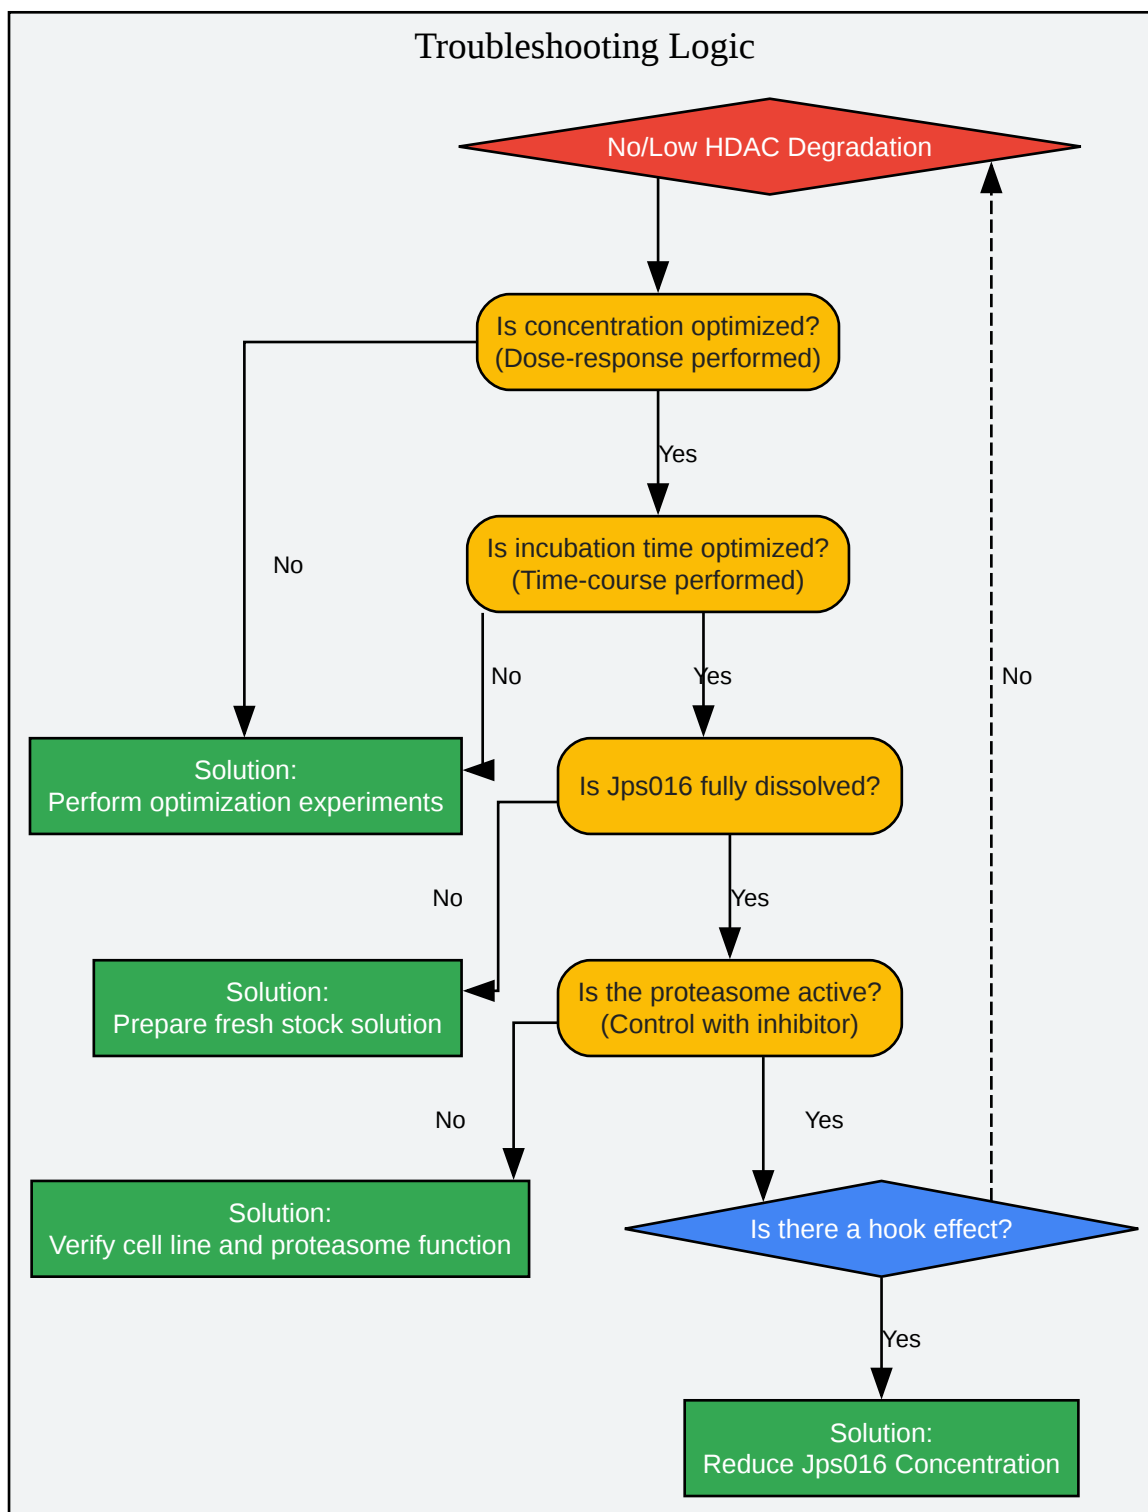 Troubleshooting Logic
No/Low HDAC Degradation
Is concentration optimized?
(Dose-response performed)
Yes
No
Is incubation time optimized?
(Time-course performed)
No
Yes
No
Solution:
Perform optimization experiments
Is Jps016 fully dissolved?
No
Yes
Solution:
Prepare fresh stock solution
Is the proteasome active?
(Control with inhibitor)
No
Yes
Solution:
Verify cell line and proteasome function
Is there a hook effect?
Yes
Solution:
Reduce Jps016 Concentration